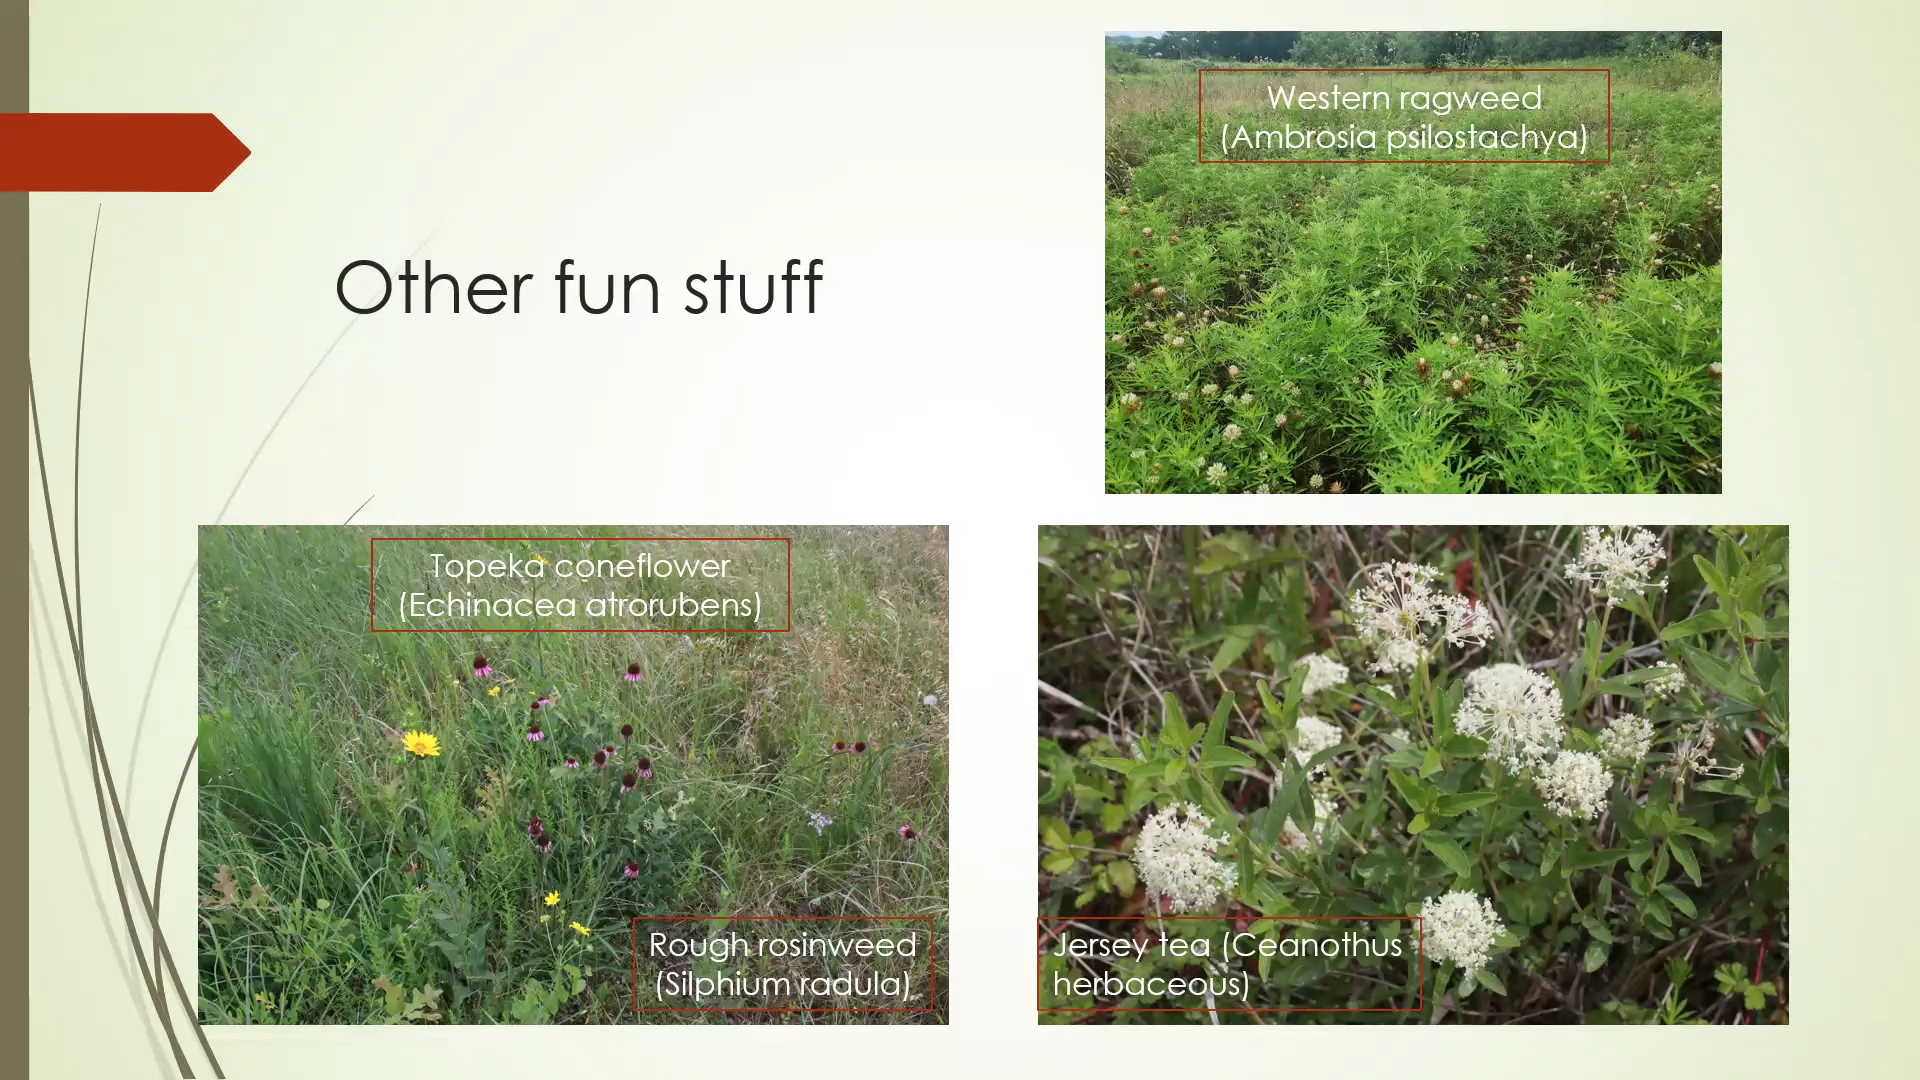 Western ragweed
(Ambrosia psilostachya)
Other fun stuff
Topeka coneflower
(Echinacea atrorubens)
Rough rosinweed
(Silphium radula)
Jersey tea (Ceanothus
herbaceous)